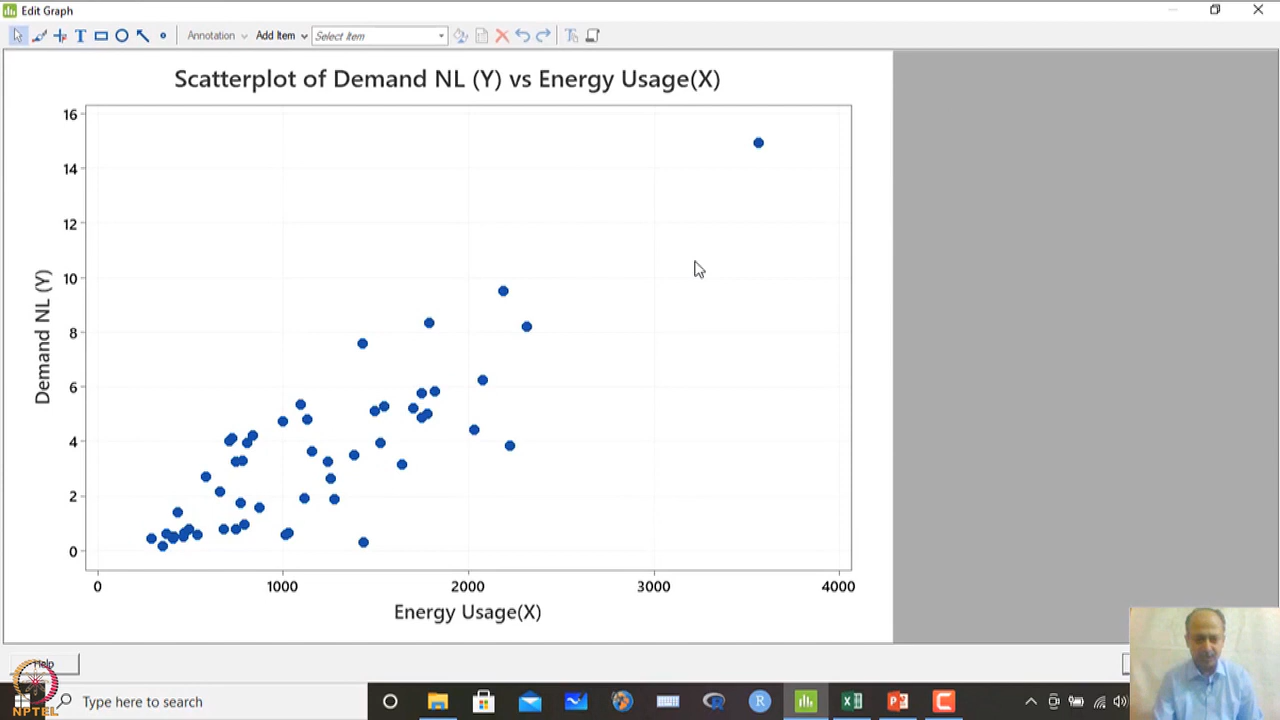 Edit Graph
T Annotation Add Item Select Item
Scatterplot of Demand NL (Y) vs Energy Usage(X)
16
14
12
10
8
6
4
2
0
Demand NL (Y)
0 1000 2000 3000 4000
Energy Usage(X)
Help
NPTEL
Type here to search
R